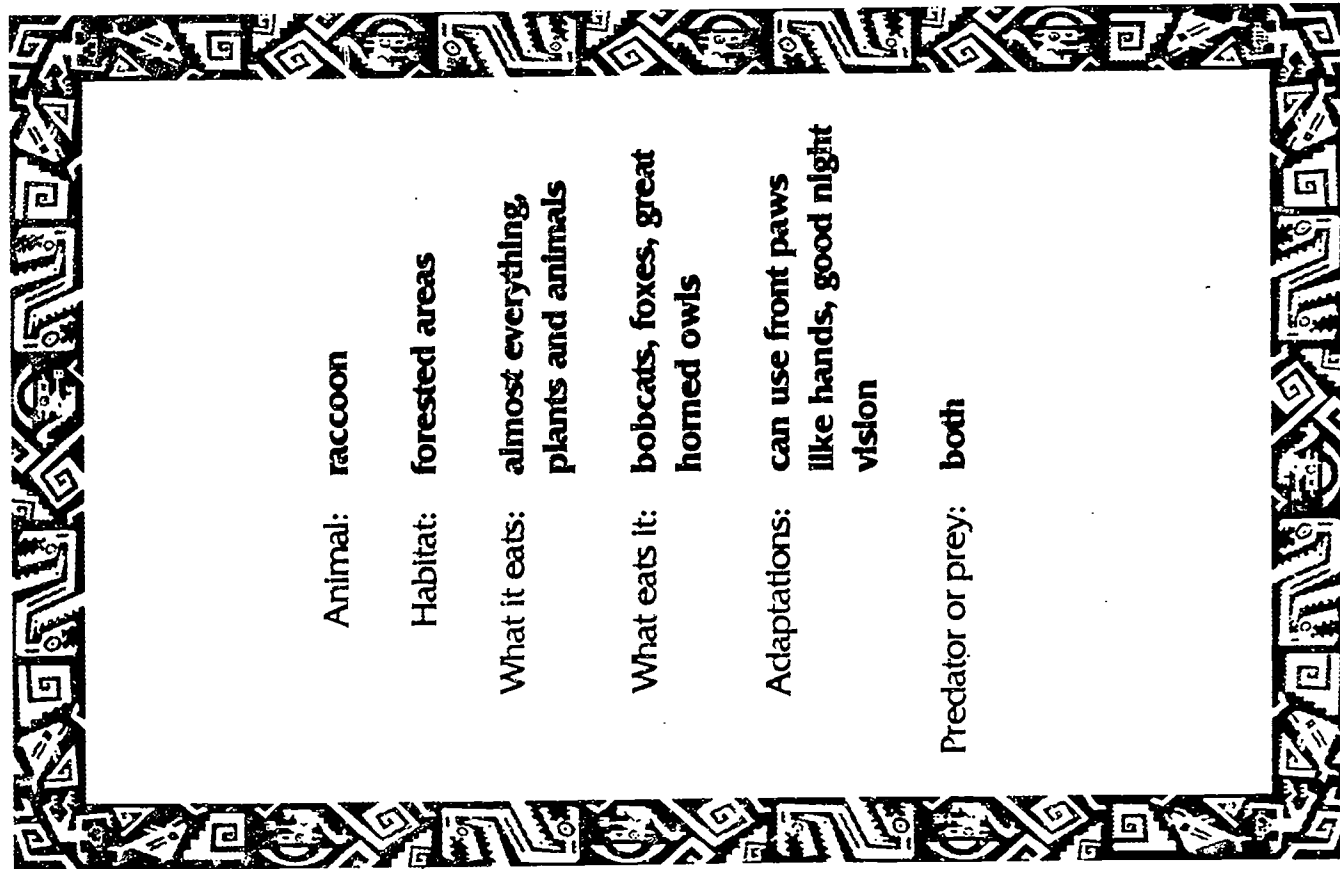 Animal: raccoon
Habitat: forested areas
What it eats: almost everything,
plants and animals
What eats it: bobcats, foxes, great
horned owls
Adaptations: can use front paws
like hands, good night
vision
Predator or prey: both